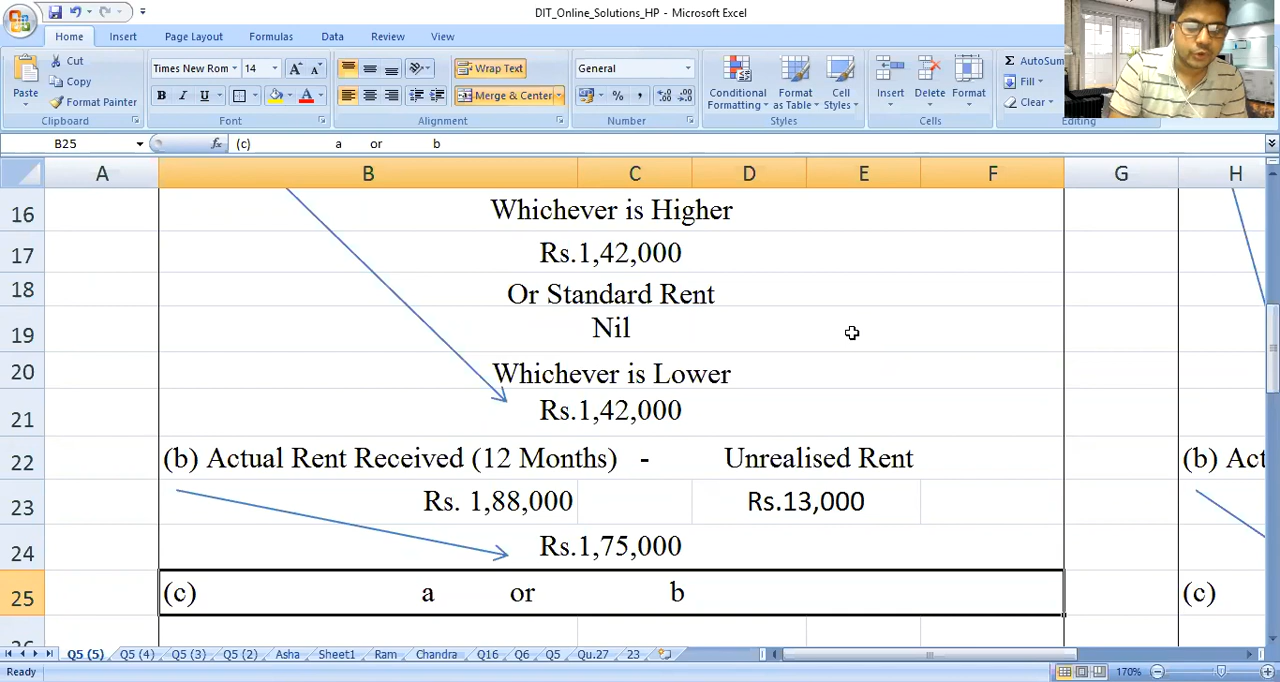 DIT_Online_Solutions_HP - Microsoft Excel
Home Insert Page Layout Formulas Data Review View
Cut
Copy
Format Painter
Paste
Clipboard
Times New Rom 14 A A
B I U A
Font
Wrap Text
Merge & Center
Alignment
General
% ,
Number
Conditional Formatting
Format as Table
Cell Styles
Styles
Insert Delete Format
Cells
Σ AutoSum
Fill
Clear
Editing
B25 fx (c) a or b
A B C D E F G H
16 Whichever is Higher
17 Rs.1,42,000
18 Or Standard Rent
19 Nil
20 Whichever is Lower
21 Rs.1,42,000
22 (b) Actual Rent Received (12 Months) - Unrealised Rent (b) Act
23 Rs. 1,88,000 Rs.13,000
24 Rs.1,75,000
25 (c) a or b (c)
Q5 (5) Q5 (4) Q5 (3) Q5 (2) Asha Sheet1 Ram Chandra Q16 Q6 Q5 Qu.27 23
Ready 170%